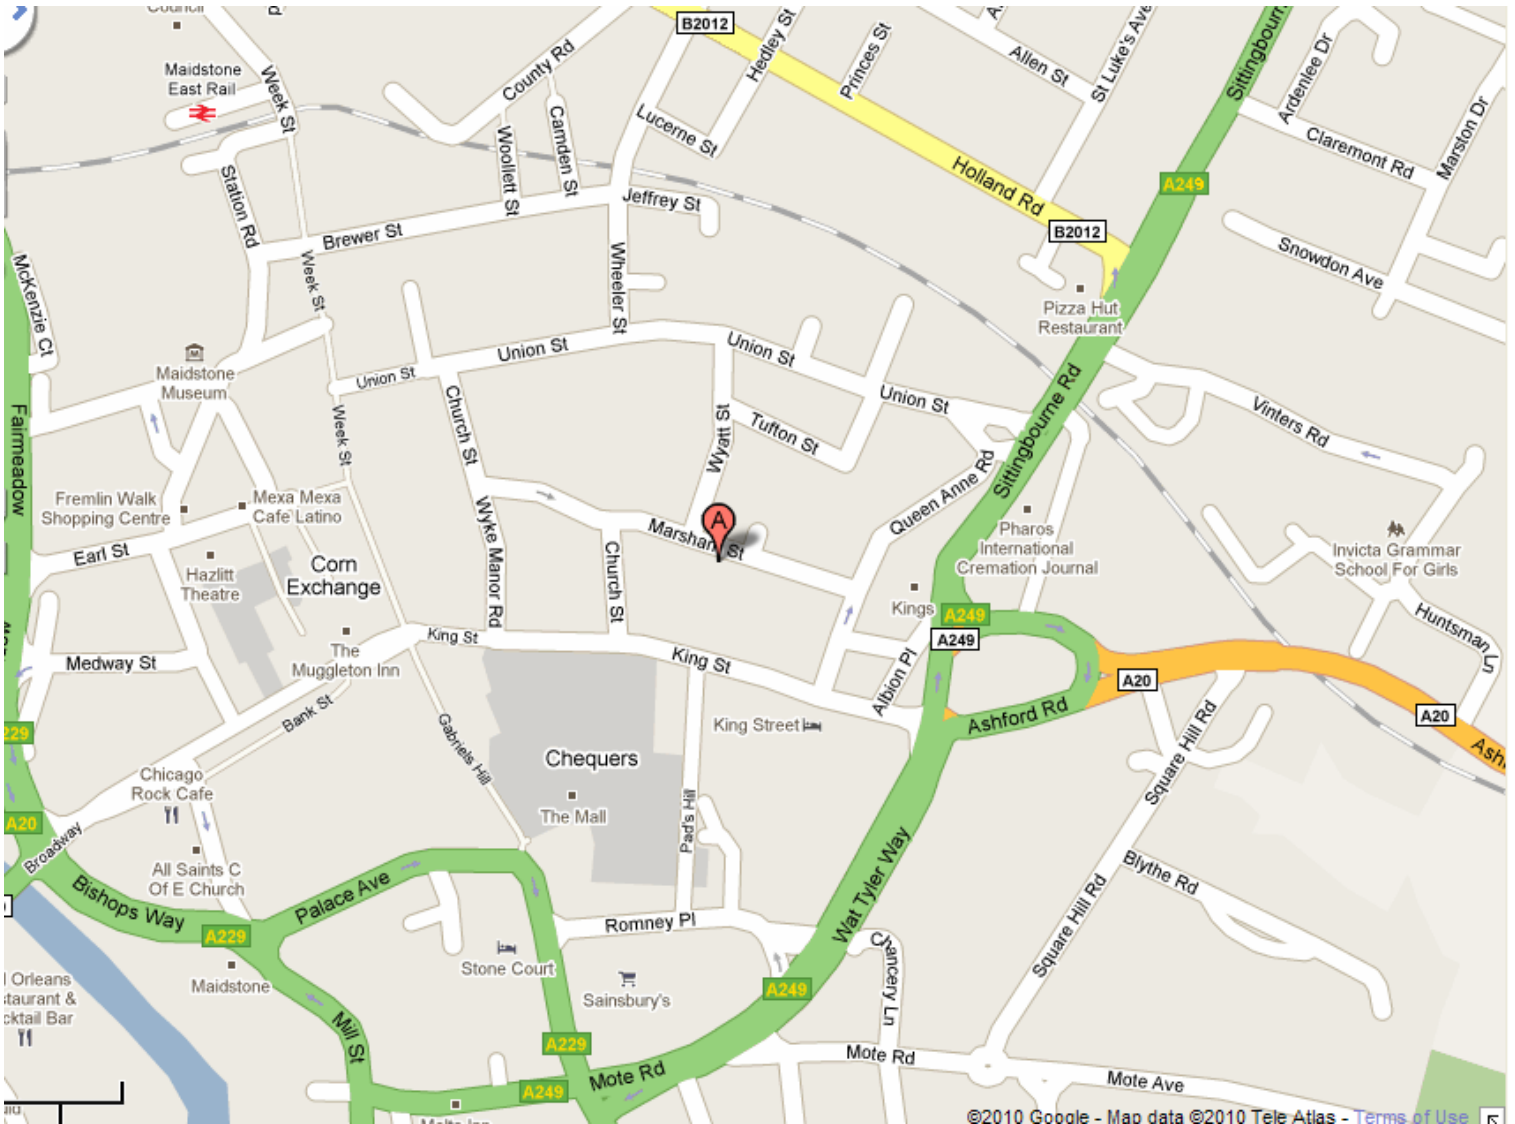 Council
B2012
Hedley St
Princes St
Allen St
St Luke's Ave
Sittingbourn
Ardenlee Dr
Maidstone
East Rail
Week St
County Rd
Camden St
Woollett St
Lucerne St
Claremont Rd
Marston Dr
Holland Rd
A249
Station Rd
Jeffrey St
Brewer St
B2012
Week St
Wheeler St
Snowdon Ave
McKenzie Ct
Pizza Hut
Restaurant
Union St
Union St
Union St
Union St
Maidstone
Museum
Church St
Week St
Wyatt St
Tufton St
Sittingbourne Rd
Vinters Rd
Fairmeadow
Queen Anne Rd
Fremlin Walk
Shopping Centre
Mexa Mexa
Cafe Latino
Wyke Manor Rd
A
Marsham St
Pharos
International
Cremation Journal
Invicta Grammar
School For Girls
Earl St
Hazlitt
Theatre
Corn
Exchange
Church St
Kings
A249
A249
Huntsman Ln
King St
King St
The
Muggleton Inn
Medway St
Albion Pl
A20
A20
Ashford Rd
Bank St
Gabriels Hill
King Street
Square Hill Rd
229
Chequers
The Mall
Chicago
Rock Cafe
A20
Broadway
Pad's Hill
Wat Tyler Way
Blythe Rd
All Saints C
Of E Church
Bishops Way
Palace Ave
A229
Romney Pl
Chancery Ln
Square Hill Rd
Stone Court
Sainsbury's
Maidstone
A249
Orleans
staurant &
cktail Bar
Mill St
A229
Mote Rd
Mote Rd
A249
Mote Ave
©2010 Google - Map data ©2010 Tele Atlas - Terms of Use